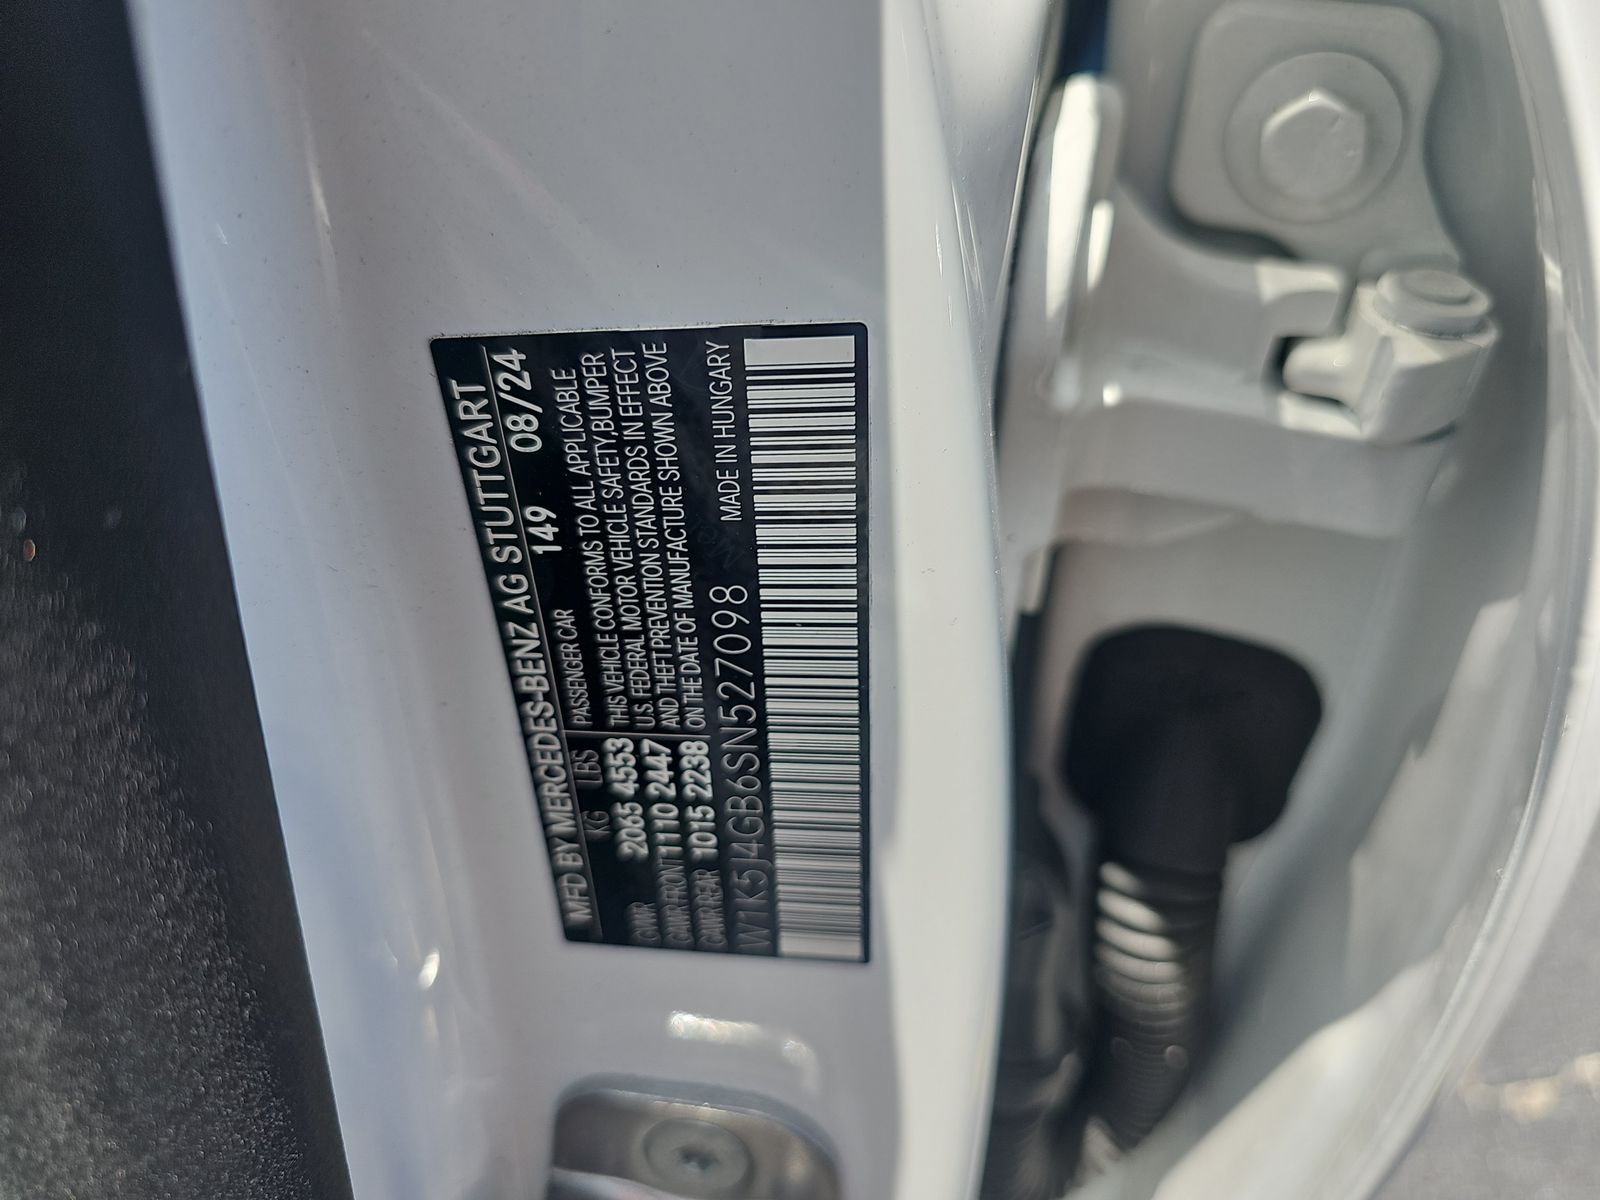 MFD BY MERCEDES-BENZ AG STUTTGART
149 08/24
KG LBS PASSENGER CAR
GVWR 2065 4553 THIS VEHICLE CONFORMS TO ALL APPLICABLE
GAWR FRONT 1110 2447 U.S. FEDERAL MOTOR VEHICLE SAFETY,BUMPER
GAWR REAR 1015 2238 AND THEFT PREVENTION STANDARDS IN EFFECT
ON THE DATE OF MANUFACTURE SHOWN ABOVE
W1K5J4GB6SN527098 MADE IN HUNGARY